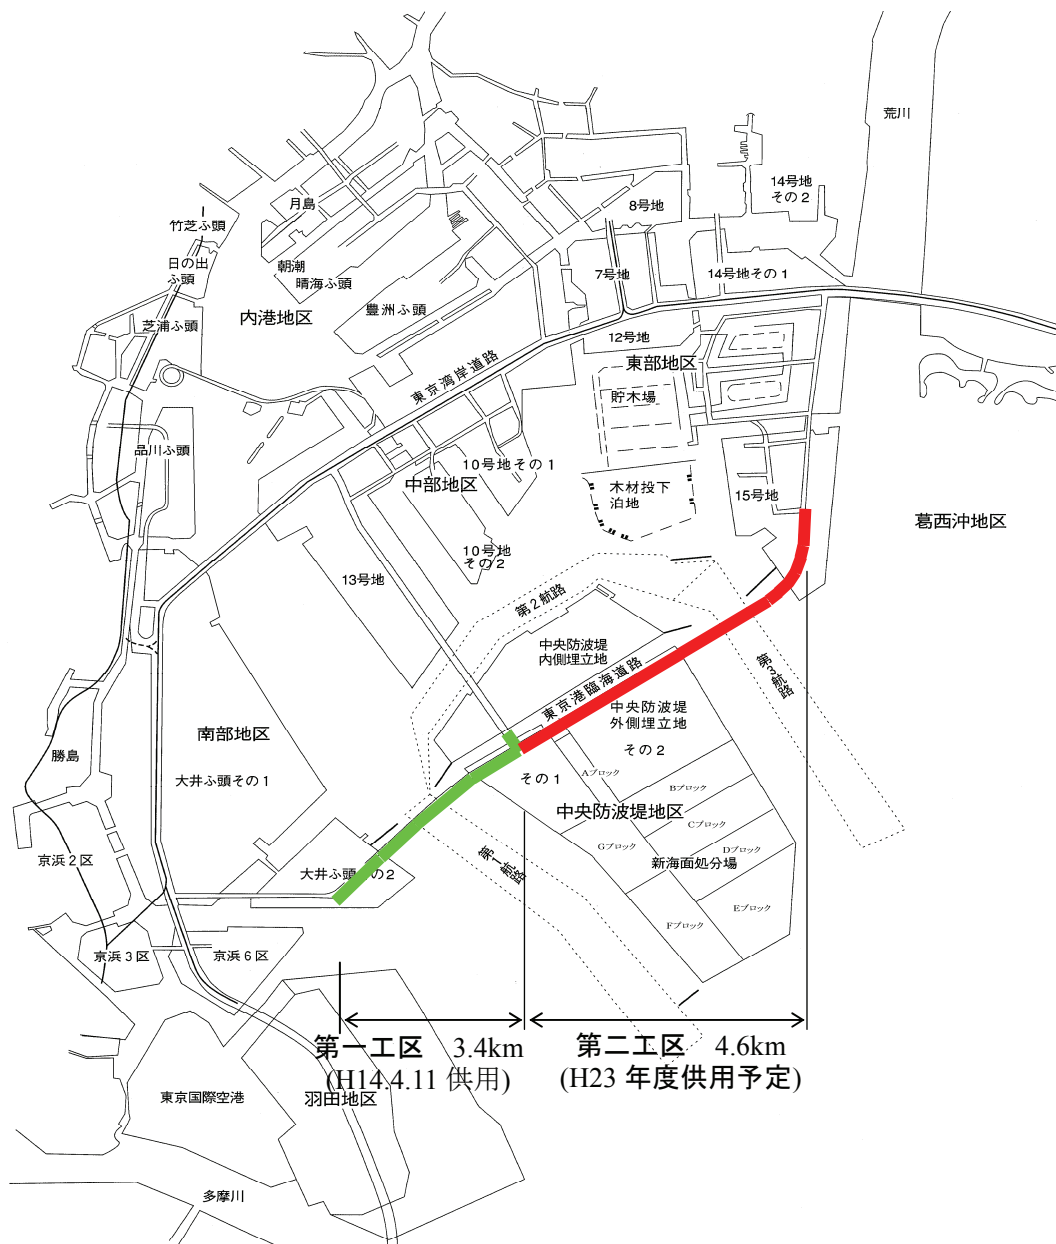 荒川
14号地
その2
8号地
月島
竹芝ふ頭
日の出
ふ頭
朝潮
晴海ふ頭
7号地
14号地その1
豊洲ふ頭
内港地区
芝浦ふ頭
12号地
東京湾岸道路
東部地区
貯木場
品川ふ頭
10号地その1
中部地区
木材投下
泊地
15号地
葛西沖地区
10号地
その2
13号地
第2航路
中央防波堤
内側埋立地
第3航路
東京港臨海道路
中央防波堤
外側埋立地
その2
南部地区
勝島
大井ふ頭その1
その1
Aブロック
Bブロック
中央防波堤地区
Cブロック
Gブロック
Dブロック
新海面処分場
京浜2区
第1航路
大井ふ頭その2
Eブロック
Fブロック
京浜3区
京浜6区
第一工区 3.4km
(H14.4.11 供用)
第二工区 4.6km
(H23 年度供用予定)
東京国際空港
羽田地区
多摩川